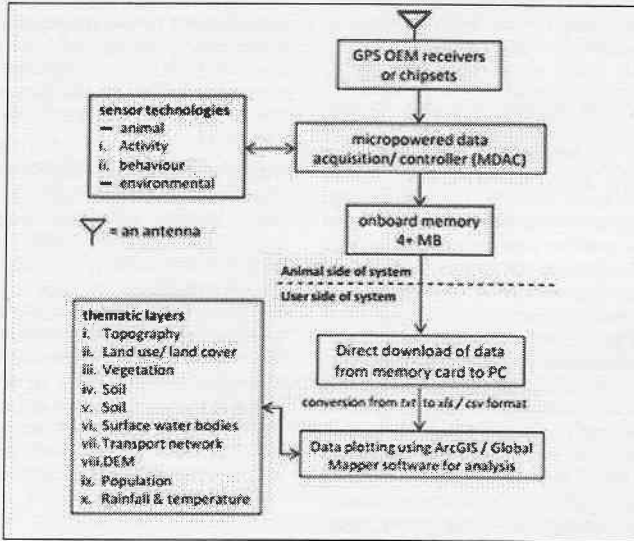 GPS OEM receivers
or chipsets
sensor technologies
— animal
i. Activity
ii. behaviour
— environmental
micropowered data
acquisition/ controller (MDAC)
= an antenna
onboard memory
4+ MB
Animal side of system
User side of system
thematic layers
i. Topography
ii. Land use/ land cover
iii. Vegetation
iv. Soil
v. Soil
vi. Surface water bodies
vii. Transport network
viii. DEM
ix. Population
x. Rainfall & temperature
Direct download of data
from memory card to PC
conversion from txt to xls / csv format
Data plotting using ArcGIS / Global
Mapper software for analysis